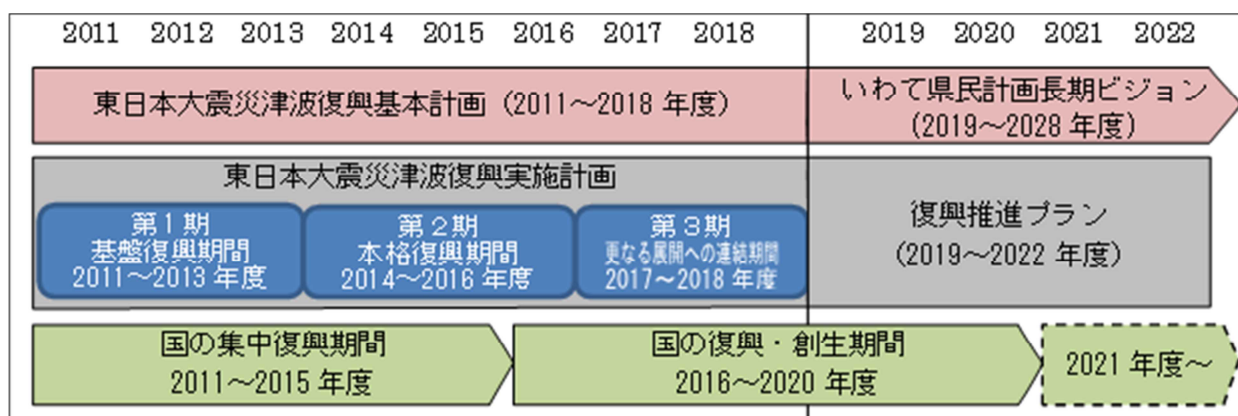 2011 2012 2013 2014 2015 2016 2017 2018 2019 2020 2021 2022
東日本大震災津波復興基本計画（2011～2018 年度）
いわて県民計画長期ビジョン
（2019～2028 年度）
東日本大震災津波復興実施計画
第１期
基盤復興期間
2011～2013 年度
第２期
本格復興期間
2014～2016 年度
第３期
更なる展開への連結期間
2017～2018 年度
復興推進プラン
（2019～2022 年度）
国の集中復興期間
2011～2015 年度
国の復興・創生期間
2016～2020 年度
2021 年度～